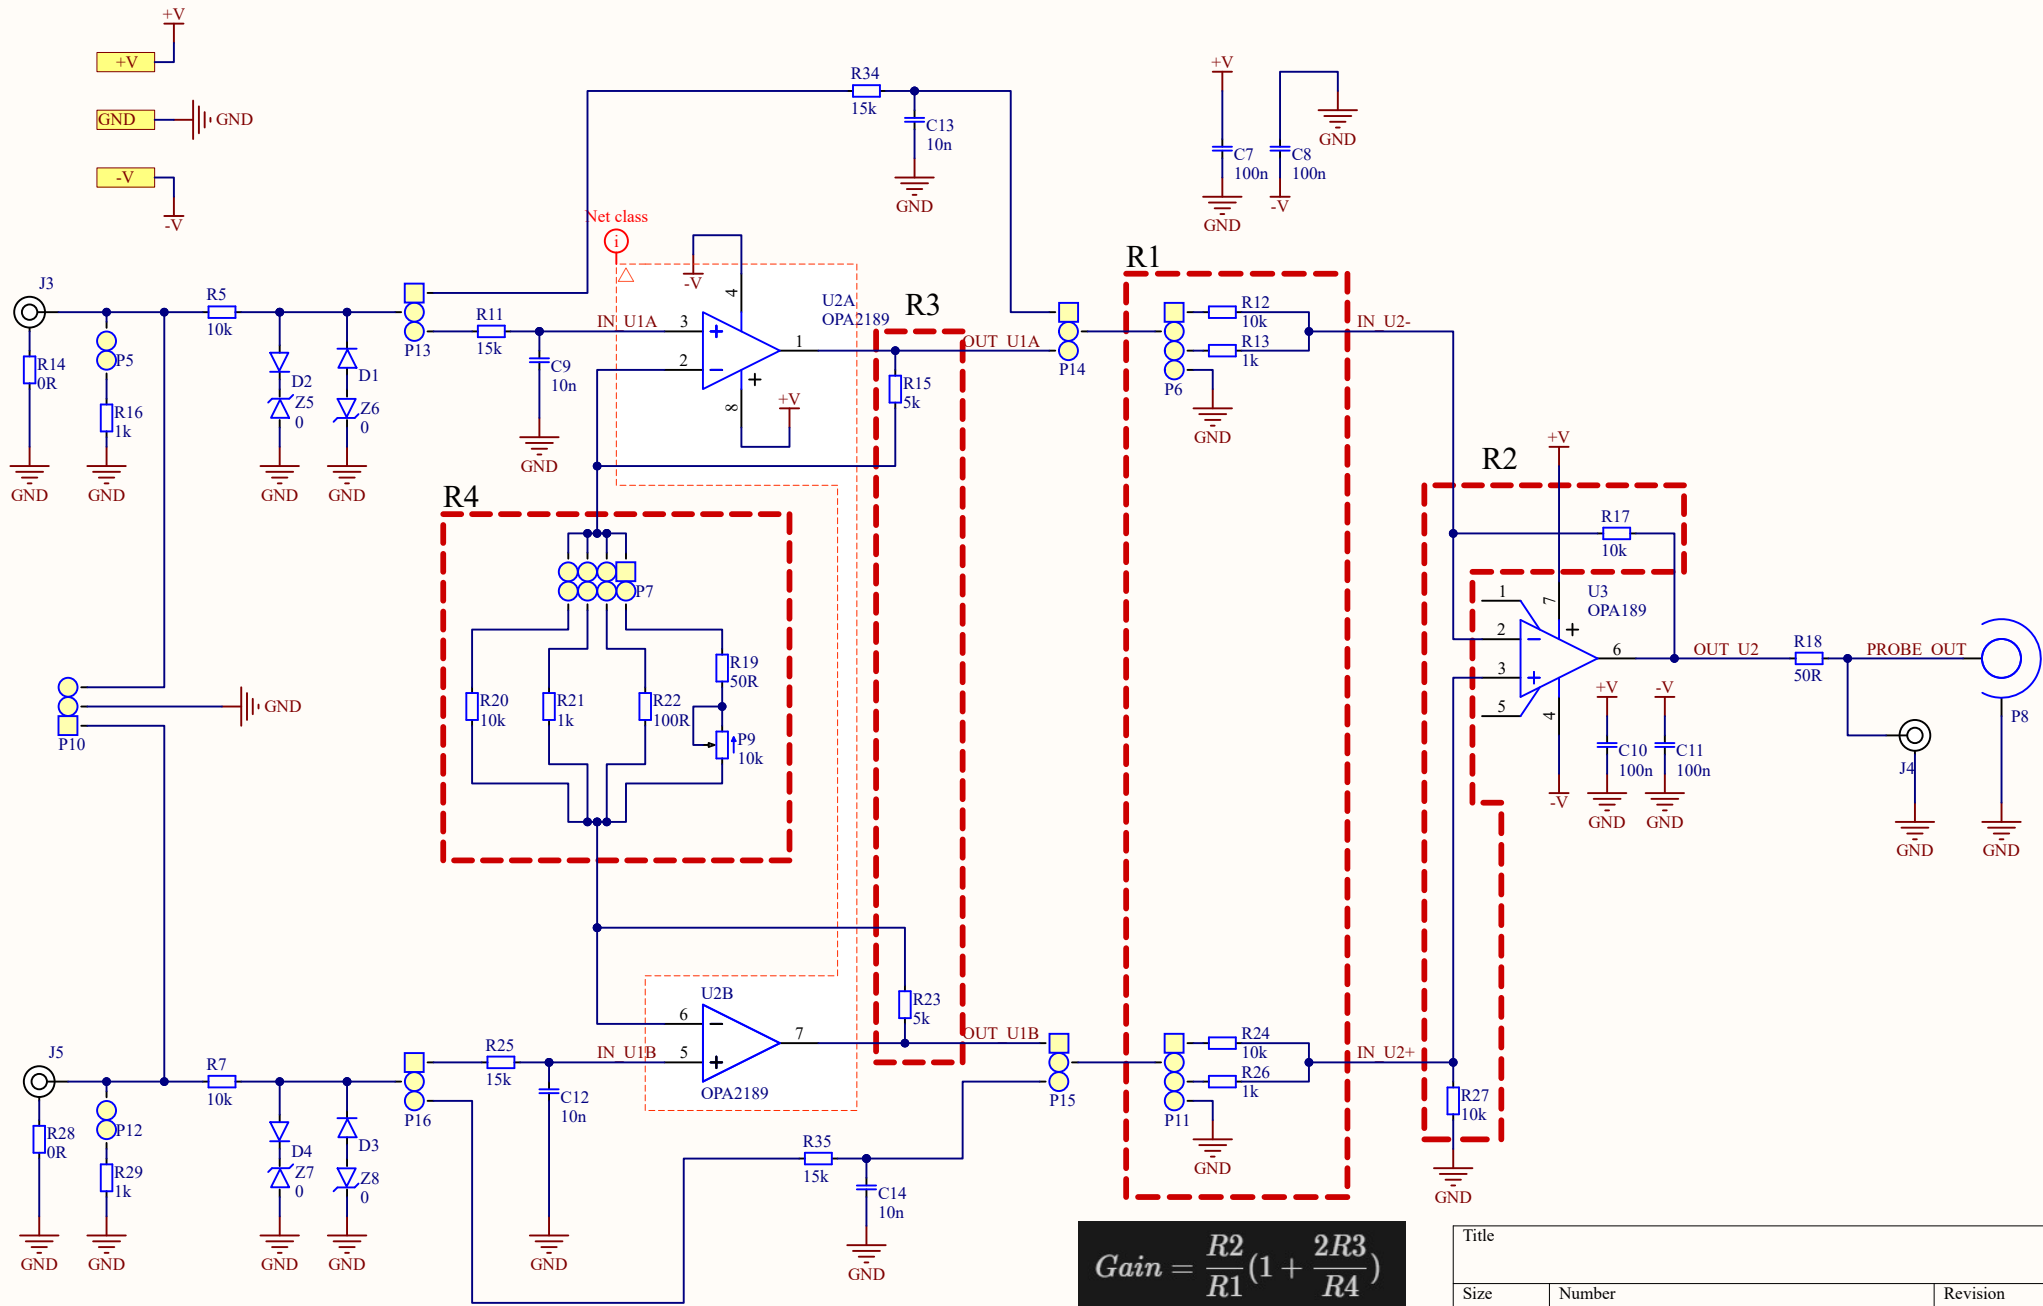 +V
+V
GND
GND
-V
-V
R34
15k
C13
10n
GND
+V
C7
100n
GND
C8
100n
-V
GND
Net class
i
J3
R14
0R
GND
P5
R16
1k
GND
R5
10k
D2
Z5
0
GND
D1
Z6
0
GND
P13
R11
15k
C9
10n
GND
IN_U1A
-V
4
3
2
1
8
+V
U2A
OPA2189
R3
OUT_U1A
R15
5k
P14
R1
P6
R12
10k
R13
1k
GND
IN_U2-
R4
P7
R20
10k
R21
1k
R22
100R
R19
50R
P9
10k
P10
GND
R2
+V
R17
10k
U3
OPA189
1
2
3
5
7
4
6
-V
+V
C10
100n
GND
-V
C11
100n
GND
OUT_U2
R18
50R
PROBE_OUT
J4
GND
P8
GND
J5
R28
0R
GND
P12
R29
1k
GND
R7
10k
D4
Z7
0
GND
D3
Z8
0
GND
P16
R25
15k
C12
10n
GND
IN_U1B
U2B
6
5
7
OPA2189
R23
5k
OUT_U1B
P15
R35
15k
C14
10n
GND
P11
R24
10k
R26
1k
GND
IN_U2+
R27
10k
GND
Gain = R2/R1(1 + 2R3/R4)
Title
Size
Number
Revision